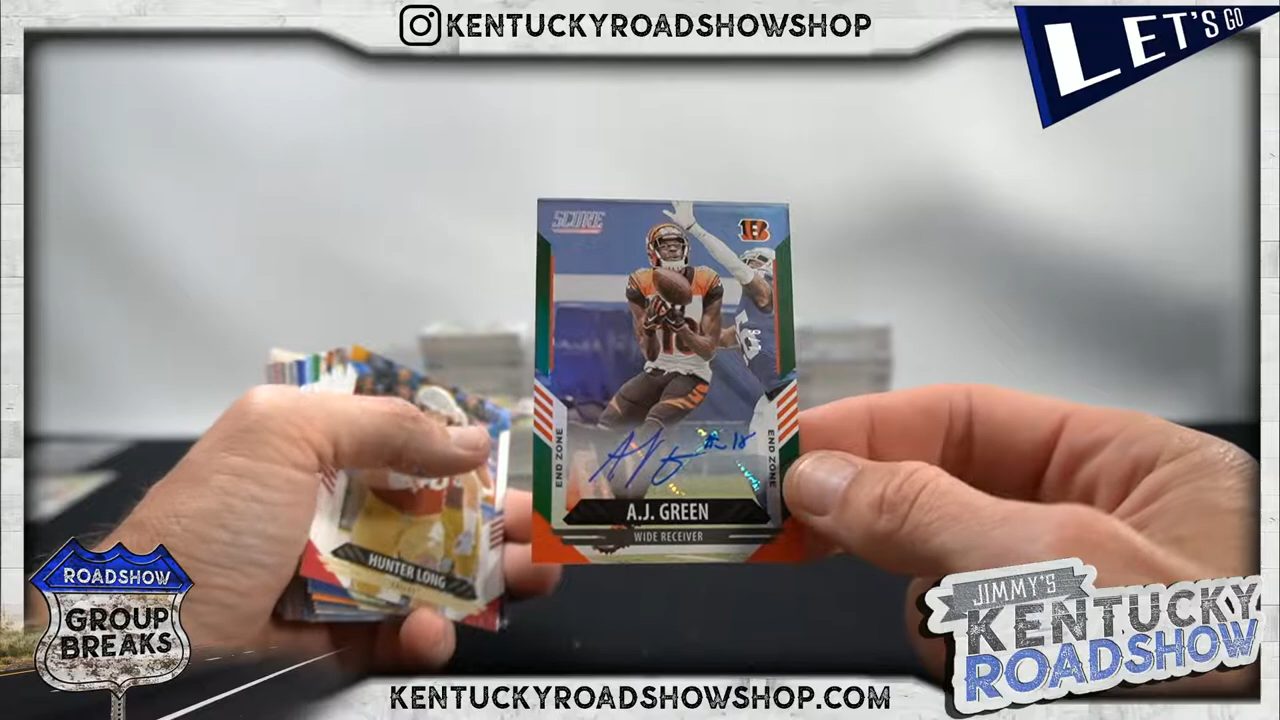 KENTUCKYROADSHOWSHOP
LET'S GO
SCORE
B
END ZONE
END ZONE
#18
A.J. GREEN
WIDE RECEIVER
HUNTER LONG
ROADSHOW
GROUP
BREAKS
JIMMY'S
KENTUCKY
ROADSHOW
KENTUCKYROADSHOWSHOP.COM